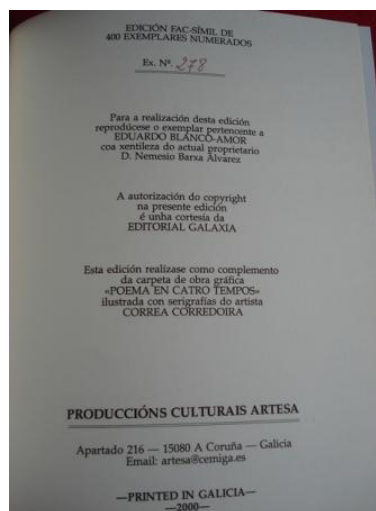 EDICIÓN FAC-SÍMIL DE
400 EXEMPLARES NUMERADOS
Ex. Nº. 278
Para a realización desta edición
reprodúcese o exemplar pertencente a
EDUARDO BLANCO-AMOR
coa xentileza do actual proprietario
D. Nemesio Barxa Álvarez
A autorización do copyright
na presente edición
é unha cortesía da
EDITORIAL GALAXIA
Esta edición realízase como complemento
da carpeta de obra gráfica
«POEMA EN CATRO TEMPOS»
ilustrada con serigrafías do artista
CORREA CORREDOIRA
PRODUCCIÓNS CULTURAIS ARTESA
Apartado 216 — 15080 A Coruña — Galicia
Email: artesa@cemiga.es
—PRINTED IN GALICIA—
—2000—